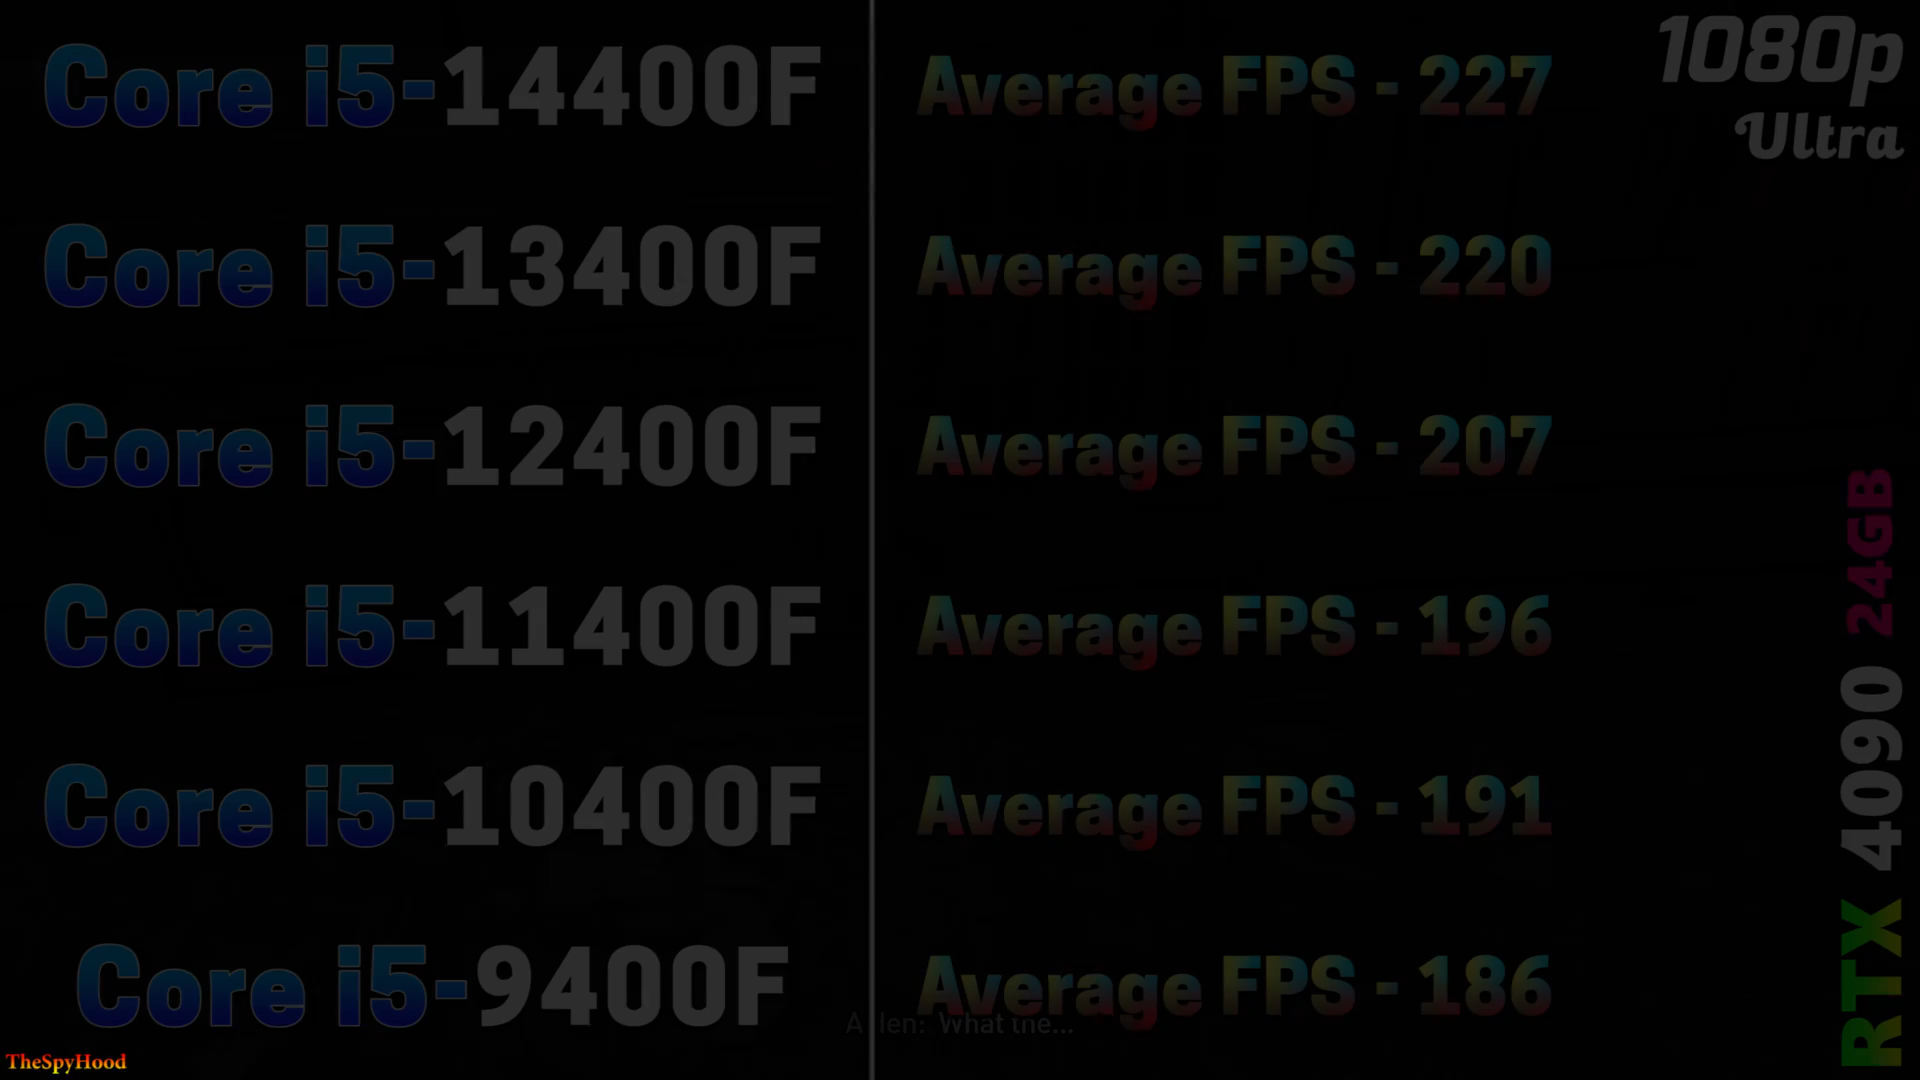 Core i5-14400F Average FPS - 227
1080p
Ultra
Core i5-13400F Average FPS - 220
Core i5-12400F Average FPS - 207
Core i5-11400F Average FPS - 196
Core i5-10400F Average FPS - 191
Core i5-9400F Average FPS - 186
RTX 4090 24GB
What the...
TheSpyHood